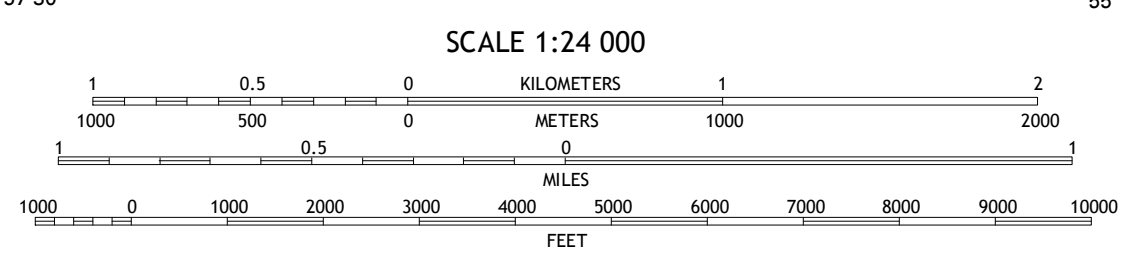 37 30
55
SCALE 1:24 000
1 0.5 0 KILOMETERS 1 2
1000 500 0 METERS 1000 2000
1 0.5 0 1
MILES
1000 0 1000 2000 3000 4000 5000 6000 7000 8000 9000 10000
FEET